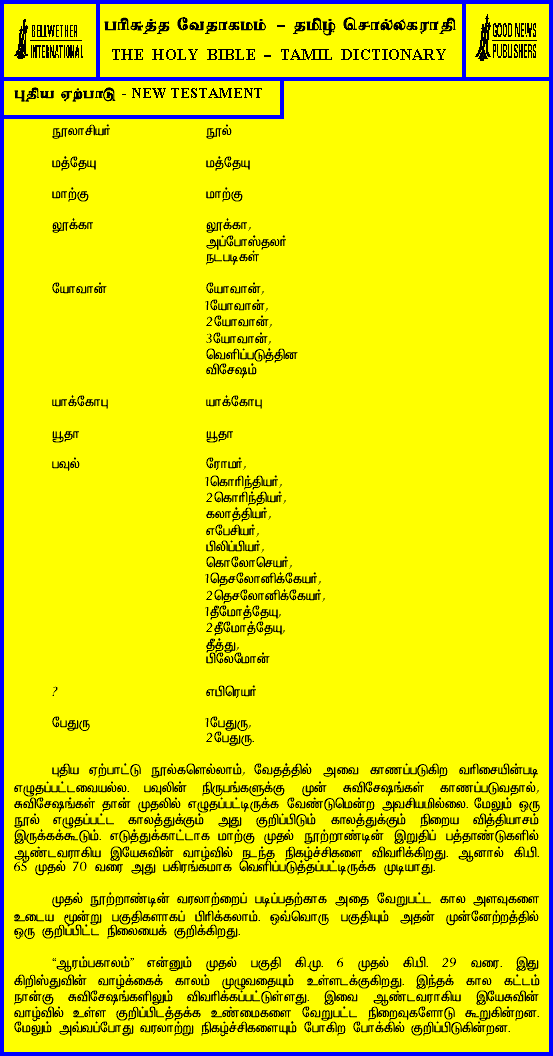 BELLWETHER
INTERNATIONAL
பரிசுத்த வேதாகமம் – தமிழ் சொல்லகராதி
THE HOLY BIBLE – TAMIL DICTIONARY
GOOD NEWS
PUBLISHERS
புதிய ஏற்பாடு - NEW TESTAMENT
நூலாசியர் நூல்
மத்தேயு மத்தேயு
மாற்கு மாற்கு
லூக்கா லூக்கா,
அப்போஸ்தலர்
நடபடிகள்
யோவான் யோவான்,
1யோவான்,
2யோவான்,
3யோவான்,
வெளிப்படுத்தின
விசேஷம்
யாக்கோபு யாக்கோபு
யூதா யூதா
பவுல் ரோமர்,
1கொரிந்தியர்,
2கொரிந்தியர்,
கலாத்தியர்,
எபேசியர்,
பிலிப்பியர்,
கொலோசெயர்,
1தெசலோனிக்கேயர்,
2தெசலோனிக்கேயர்,
1தீமோத்தேயு,
2தீமோத்தேயு,
தீத்து,
பிலேமோன்
? எபிரெயர்
பேதுரு 1பேதுரு,
2பேதுரு.
புதிய ஏற்பாட்டு நூல்களெல்லாம், வேதத்தில் அவை காணப்படுகிற வரிசையின்படி
எழுதப்பட்டவையல்ல. பவுலின் நிருபங்களுக்கு முன் சுவிசேஷங்கள் காணப்படுவதால்,
சுவிசேஷங்கள் தான் முதலில் எழுதப்பட்டிருக்க வேண்டுமென்ற அவசியமில்லை. மேலும் ஒரு
நூல் எழுதப்பட்ட காலத்துக்கும் அது குறிப்பிடும் காலத்துக்கும் நிறைய வித்தியாசம்
இருக்கக்கூடும். எடுத்துக்காட்டாக மாற்கு முதல் நூற்றாண்டின் இறுதிப் பத்தாண்டுகளில்
ஆண்டவராகிய இயேசுவின் வாழ்வில் நடந்த நிகழ்ச்சிகளை விவரிக்கிறது. ஆனால் கி.பி.
65 முதல் 70 வரை அது பகிரங்கமாக வெளிப்படுத்தப்பட்டிருக்க முடியாது.
முதல் நூற்றாண்டின் வரலாற்றைப் படிப்பதற்காக அதை வேறுபட்ட கால அளவுகளை
உடைய மூன்று பகுதிகளாகப் பிரிக்கலாம். ஒவ்வொரு பகுதியும் அதன் முன்னேற்றத்தில்
ஒரு குறிப்பிட்ட நிலையைக் குறிக்கிறது.
“ஆரம்பகாலம்” என்னும் முதல் பகுதி கி.மு. 6 முதல் கி.பி. 29 வரை. இது
கிறிஸ்துவின் வாழ்க்கைக் காலம் முழுவதையும் உள்ளடக்குகிறது. இந்தக் கால கட்டம்
நான்கு சுவிசேஷங்களிலும் விவரிக்கப்பட்டுள்ளது. இவை ஆண்டவராகிய இயேசுவின்
வாழ்வில் உள்ள குறிப்பிடத்தக்க உண்மைகளை வேறுபட்ட நிறைவுகளோடு கூறுகின்றன.
மேலும் அவ்வப்போது வரலாற்று நிகழ்ச்சிகளையும் போகிற போக்கில் குறிப்பிடுகின்றன.